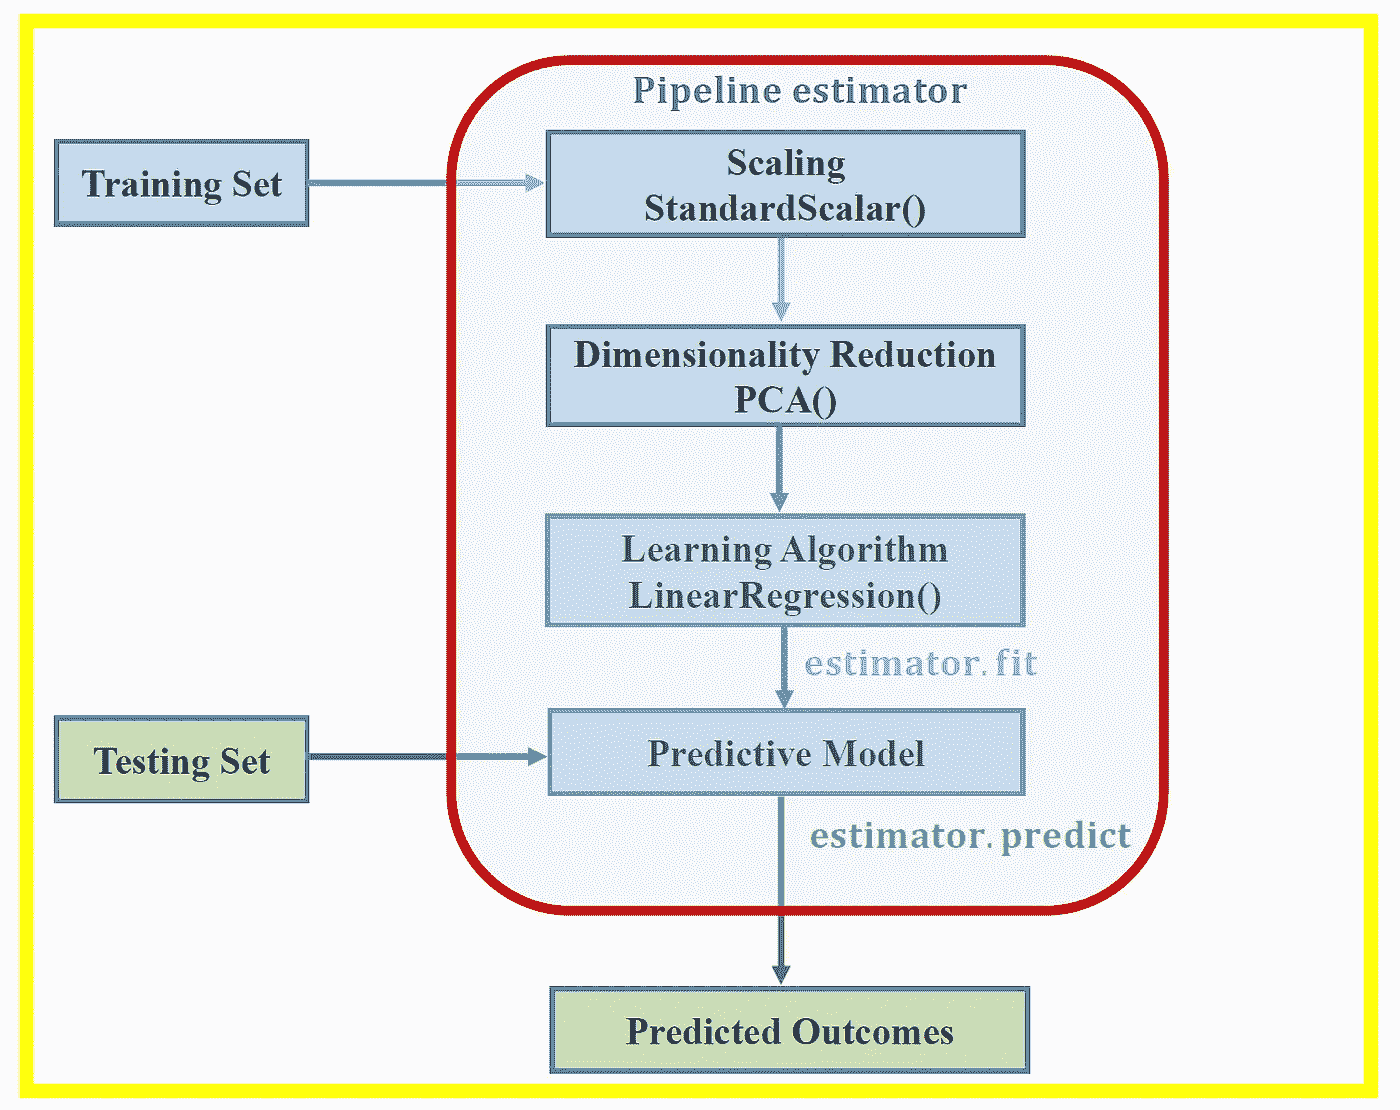 Pipeline estimator
Training Set
Scaling
StandardScalar()
Dimensionality Reduction
PCA()
Learning Algorithm
LinearRegression()
estimator.fit
Testing Set
Predictive Model
estimator.predict
Predicted Outcomes